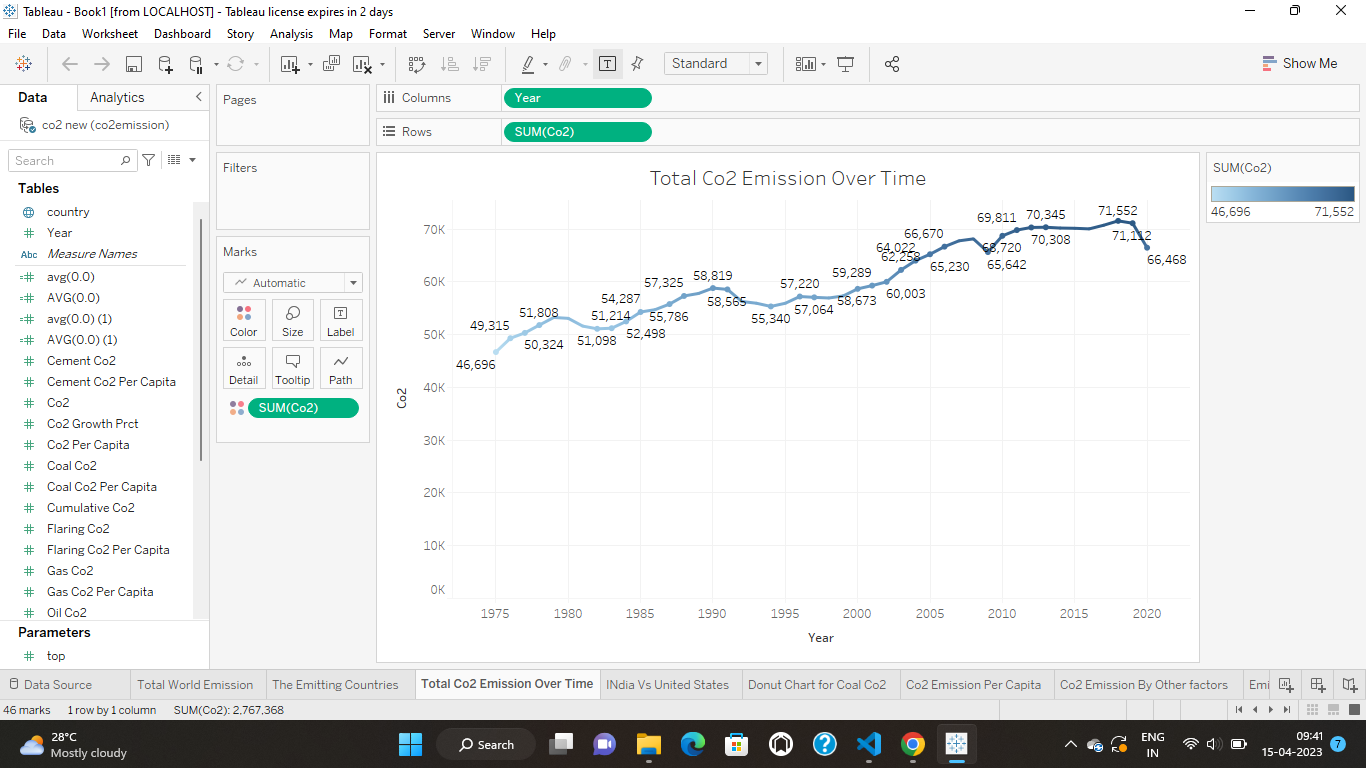 Tableau - Book1 [from LOCALHOST] - Tableau license expires in 2 days
File Data Worksheet Dashboard Story Analysis Map Format Server Window Help
Standard
Show Me
Data Analytics
co2 new (co2emission)
Search
Tables
country
Year
Abc Measure Names
avg(0.0)
AVG(0.0)
avg(0.0) (1)
AVG(0.0) (1)
Cement Co2
Cement Co2 Per Capita
Co2
Co2 Growth Prct
Co2 Per Capita
Coal Co2
Coal Co2 Per Capita
Cumulative Co2
Flaring Co2
Flaring Co2 Per Capita
Gas Co2
Gas Co2 Per Capita
Oil Co2
Parameters
top
Pages
Filters
Marks
Automatic
Color Size Label
Detail Tooltip Path
SUM(Co2)
Columns Year
Rows SUM(Co2)
Total Co2 Emission Over Time
Co2
70K
60K
50K
40K
30K
20K
10K
0K
46,696
49,315
50,324
51,808
51,098
51,214
52,498
54,287
55,786
57,325
58,819
58,565
55,340
57,220
57,064
58,673
59,289
60,003
62,258
64,022
65,230
66,670
65,642
68,720
69,811
70,345
70,308
71,552
71,112
66,468
1975 1980 1985 1990 1995 2000 2005 2010 2015 2020
Year
SUM(Co2)
46,696 71,552
Data Source Total World Emission The Emitting Countries Total Co2 Emission Over Time INdia Vs United States Donut Chart for Coal Co2 Co2 Emission Per Capita Co2 Emission By Other factors Emi
46 marks 1 row by 1 column SUM(Co2): 2,767,368
28°C
Mostly cloudy
Search
ENG
IN
09:41
15-04-2023
7